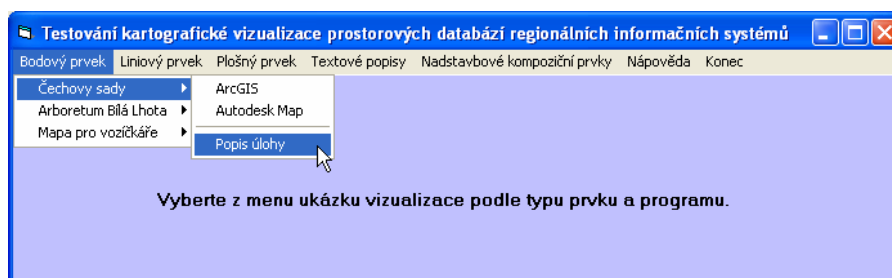 Testování kartografické vizualizace prostorových databází regionálních informačních systémů
Bodový prvek Liniový prvek Plošný prvek Textové popisy Nadstavbové kompoziční prvky Nápověda Konec
Čechovy sady ArcGIS
Arboretum Bílá Lhota Autodesk Map
Mapa pro vozíčkáře
Popis úlohy
Vyberte z menu ukázku vizualizace podle typu prvku a programu.